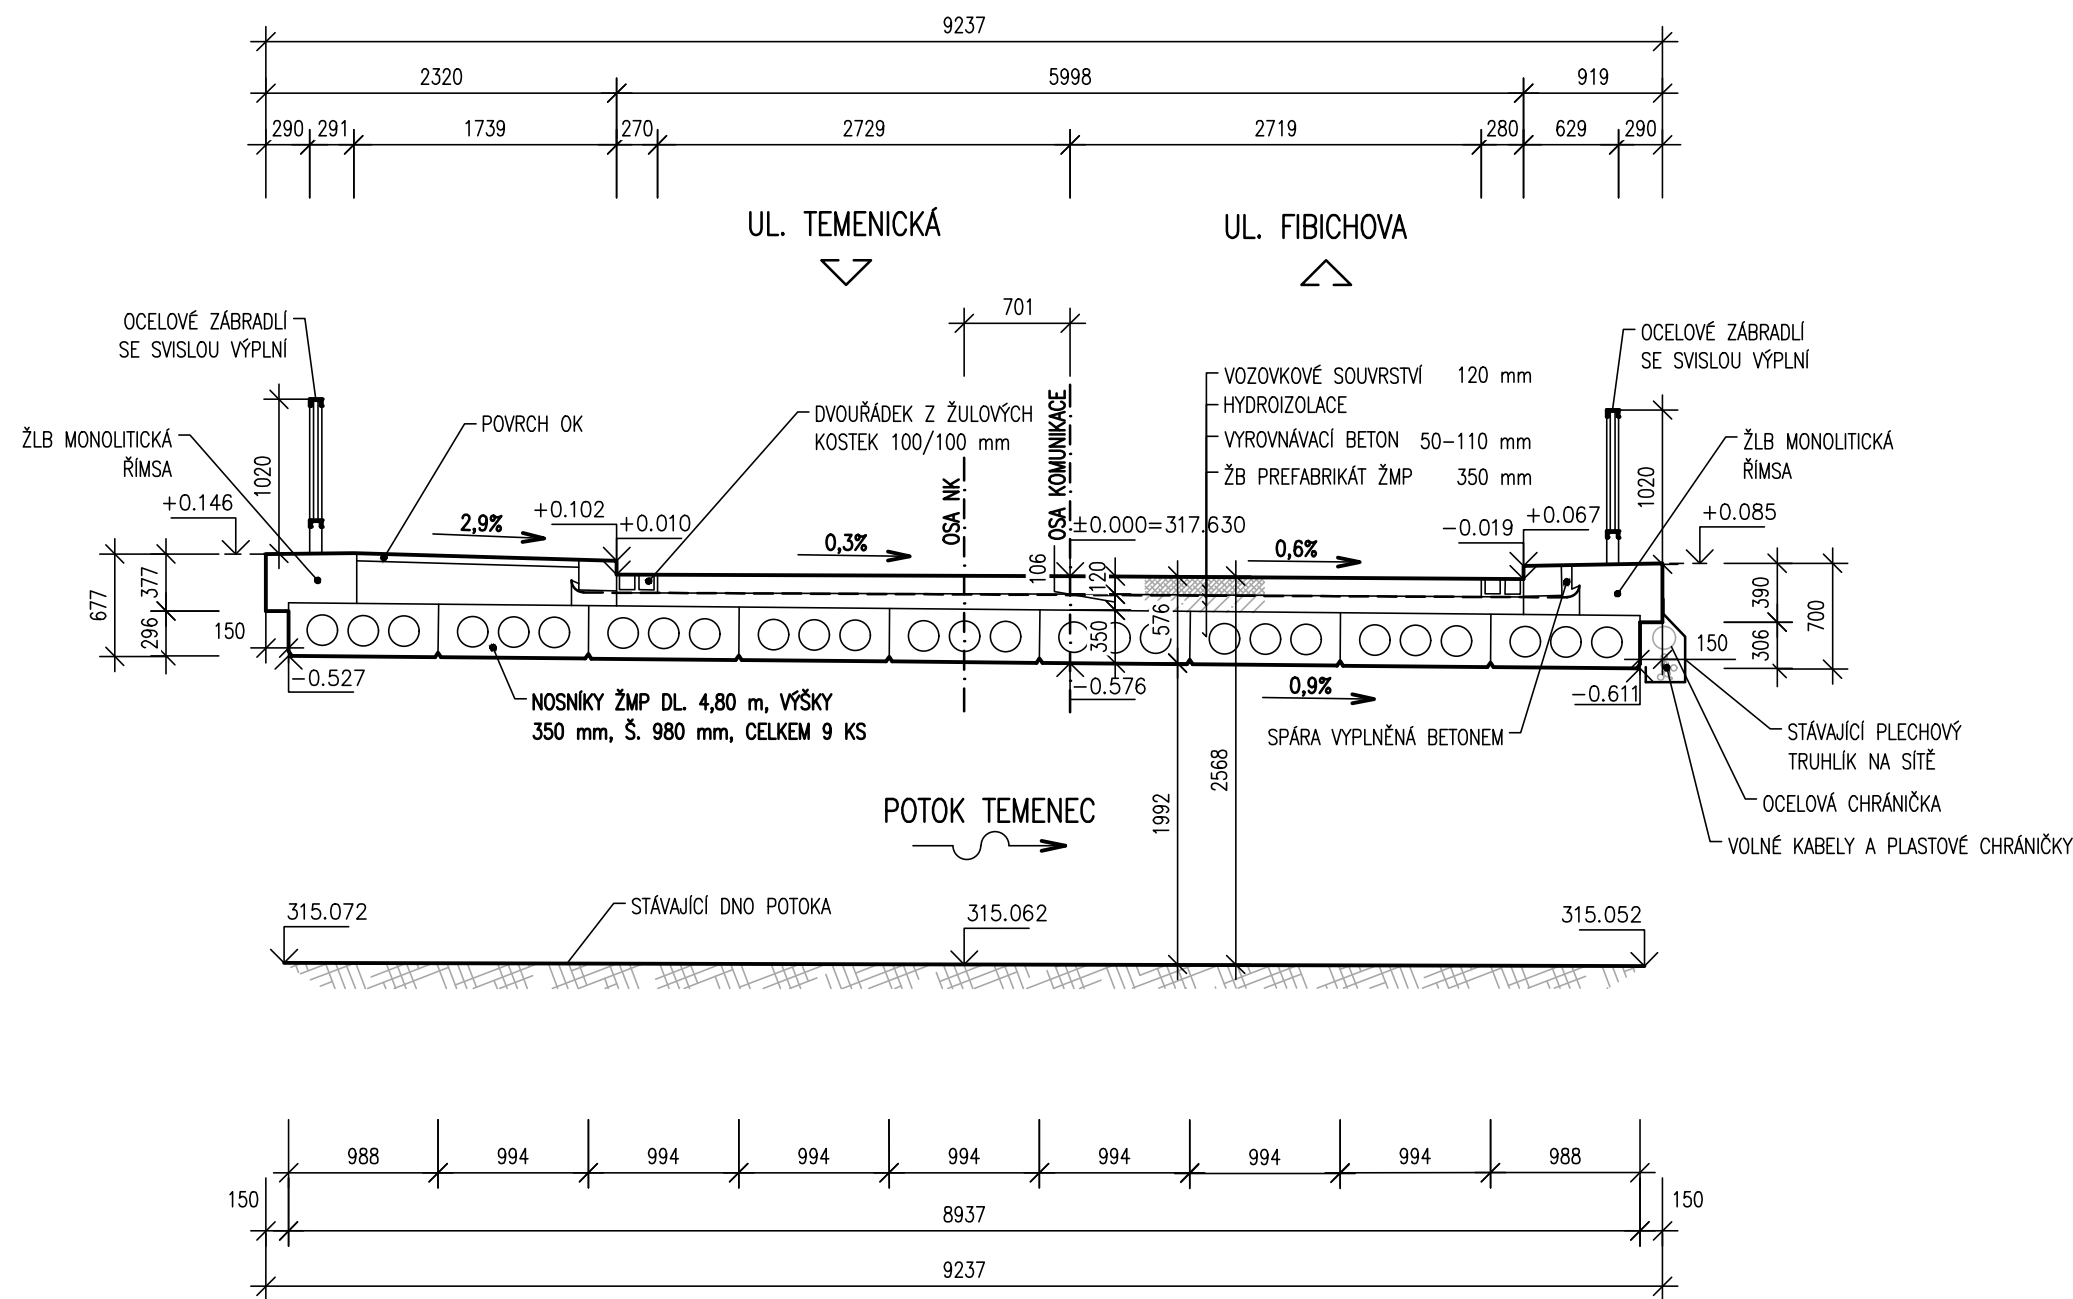 9237
2320 5998 919
290 291 1739 270 2729 2719 280 629 290
UL. TEMENICKÁ
UL. FIBICHOVA
701
OCELOVÉ ZÁBRADLÍ
SE SVISLOU VÝPLNÍ
OCELOVÉ ZÁBRADLÍ
SE SVISLOU VÝPLNÍ
ŽLB MONOLITICKÁ
ŘÍMSA
1020
POVRCH OK
DVOUŘÁDEK Z ŽULOVÝCH
KOSTEK 100/100 mm
OSA NK
OSA KOMUNIKACE
VOZOVKOVÉ SOUVRSTVÍ 120 mm
HYDROIZOLACE
VYROVNÁVACÍ BETON 50-110 mm
ŽB PREFABRIKÁT ŽMP 350 mm
ŽLB MONOLITICKÁ
ŘÍMSA
1020
+0.146
2,9%
+0.102
+0.010
0,3%
±0.000=317.630
0,6%
-0.019
+0.067
+0.085
677
377
296
150
106
120
350
576
390
306
700
150
-0.527
-0.576
0,9%
-0.611
NOSNÍKY ŽMP DL. 4,80 m, VÝŠKY
350 mm, Š. 980 mm, CELKEM 9 KS
SPÁRA VYPLNĚNÁ BETONEM
STÁVAJÍCÍ PLECHOVÝ
TRUHLÍK NA SÍTĚ
OCELOVÁ CHRÁNIČKA
VOLNÉ KABELY A PLASTOVÉ CHRÁNIČKY
1992
2568
POTOK TEMENEC
STÁVAJÍCÍ DNO POTOKA
315.072
315.062
315.052
988 994 994 994 994 994 994 994 988
150 8937 150
9237